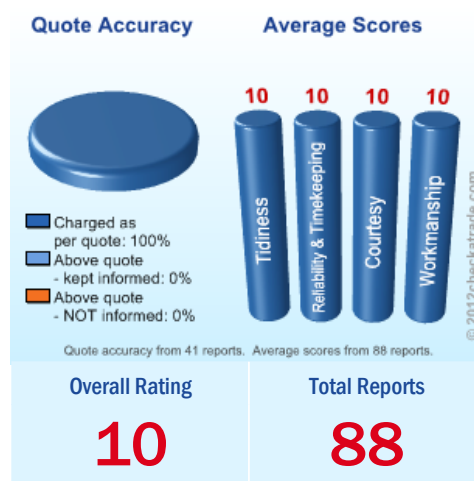 Quote Accuracy
Average Scores
10 10 10 10
Tidiness
Reliability & Timekeeping
Courtesy
Workmanship
Charged as
per quote: 100%
Above quote
- kept informed: 0%
Above quote
- NOT informed: 0%
© 2012checkatrade.com
Quote accuracy from 41 reports. Average scores from 88 reports.
Overall Rating
10
Total Reports
88